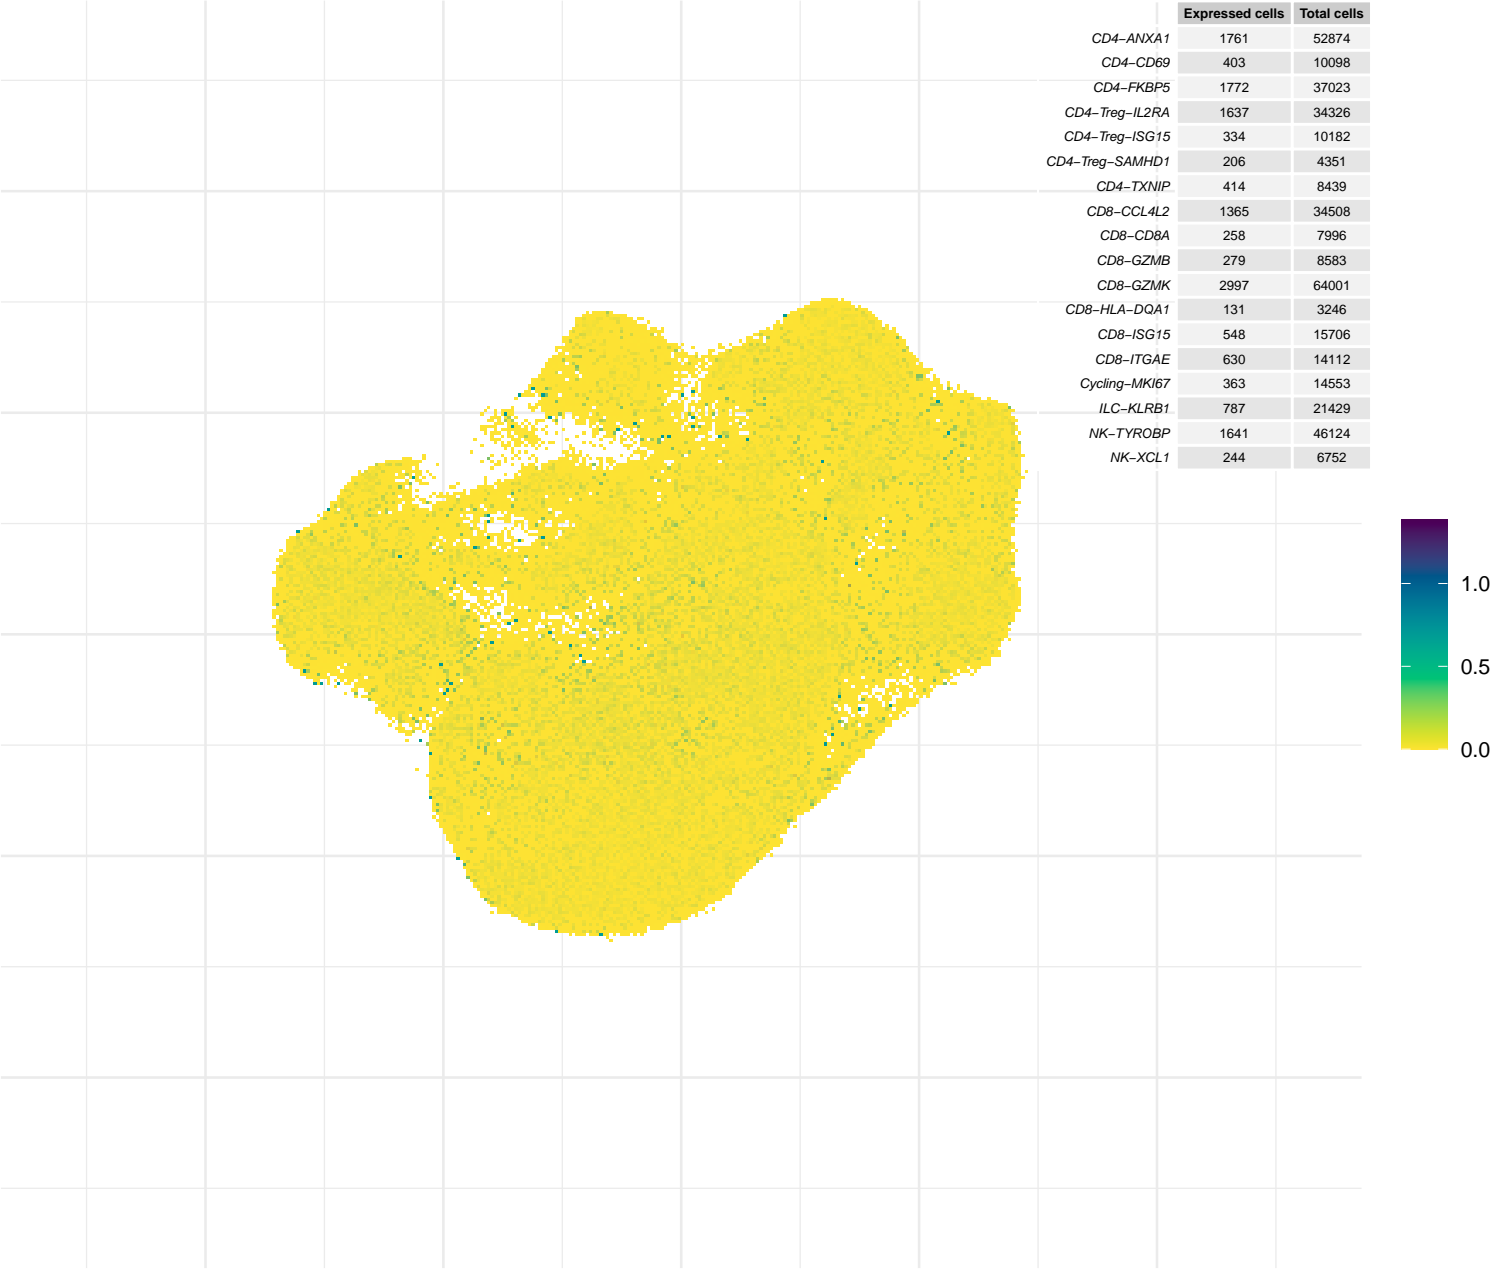 Expressed cells Total cells
CD4−ANXA1 1761 52874
CD4−CD69 403 10098
CD4−FKBP5 1772 37023
CD4−Treg−IL2RA 1637 34326
CD4−Treg−ISG15 334 10182
CD4−Treg−SAMHD1 206 4351
CD4−TXNIP 414 8439
CD8−CCL4L2 1365 34508
CD8−CD8A 258 7996
CD8−GZMB 279 8583
CD8−GZMK 2997 64001
CD8−HLA−DQA1 131 3246
CD8−ISG15 548 15706
CD8−ITGAE 630 14112
Cycling−MKI67 363 14553
ILC−KLRB1 787 21429
NK−TYROBP 1641 46124
NK−XCL1 244 6752
1.0
0.5
0.0